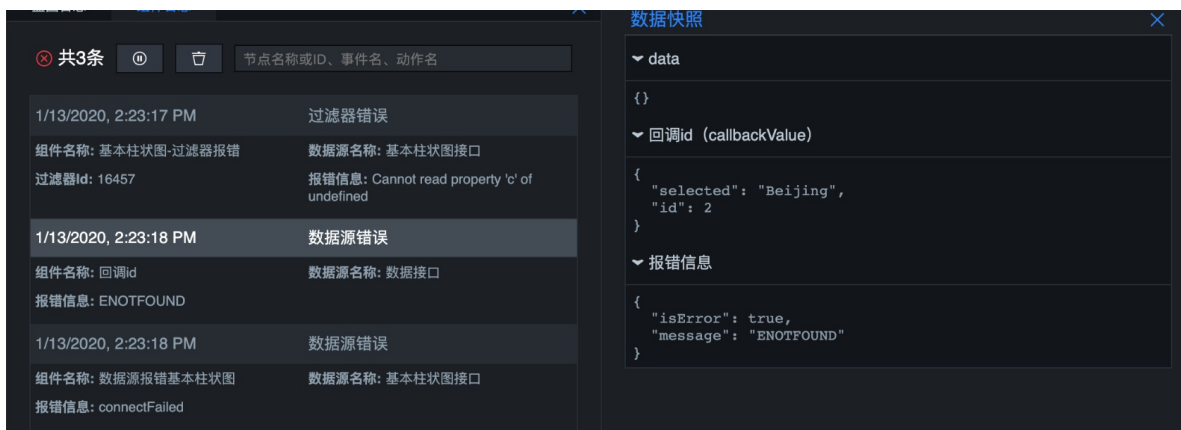 数据快照
共3条
节点名称或ID、事件名、动作名
1/13/2020, 2:23:17 PM 过滤器错误
组件名称: 基本柱状图-过滤器报错 数据源名称: 基本柱状图接口
过滤器Id: 16457 报错信息: Cannot read property 'c' of
undefined
1/13/2020, 2:23:18 PM 数据源错误
组件名称: 回调id 数据源名称: 数据接口
报错信息: ENOTFOUND
1/13/2020, 2:23:18 PM 数据源错误
组件名称: 数据源报错基本柱状图 数据源名称: 基本柱状图接口
报错信息: connectFailed
data
{}
回调id（callbackValue）
{
"selected": "Beijing",
"id": 2
}
报错信息
{
"isError": true,
"message": "ENOTFOUND"
}